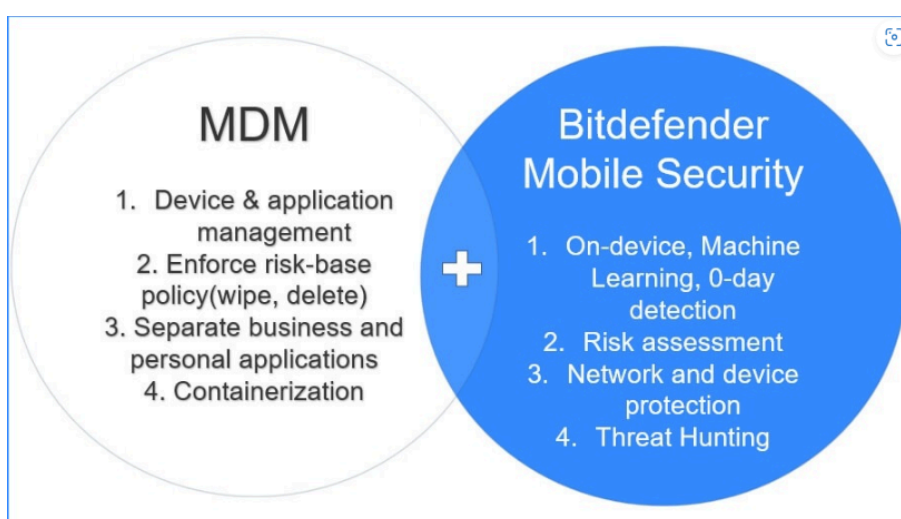 MDM
1. Device & application
management
2. Enforce risk-base
policy(wipe, delete)
3. Separate business and
personal applications
4. Containerization
Bitdefender
Mobile Security
1. On-device, Machine
Learning, 0-day
detection
2. Risk assessment
3. Network and device
protection
4. Threat Hunting